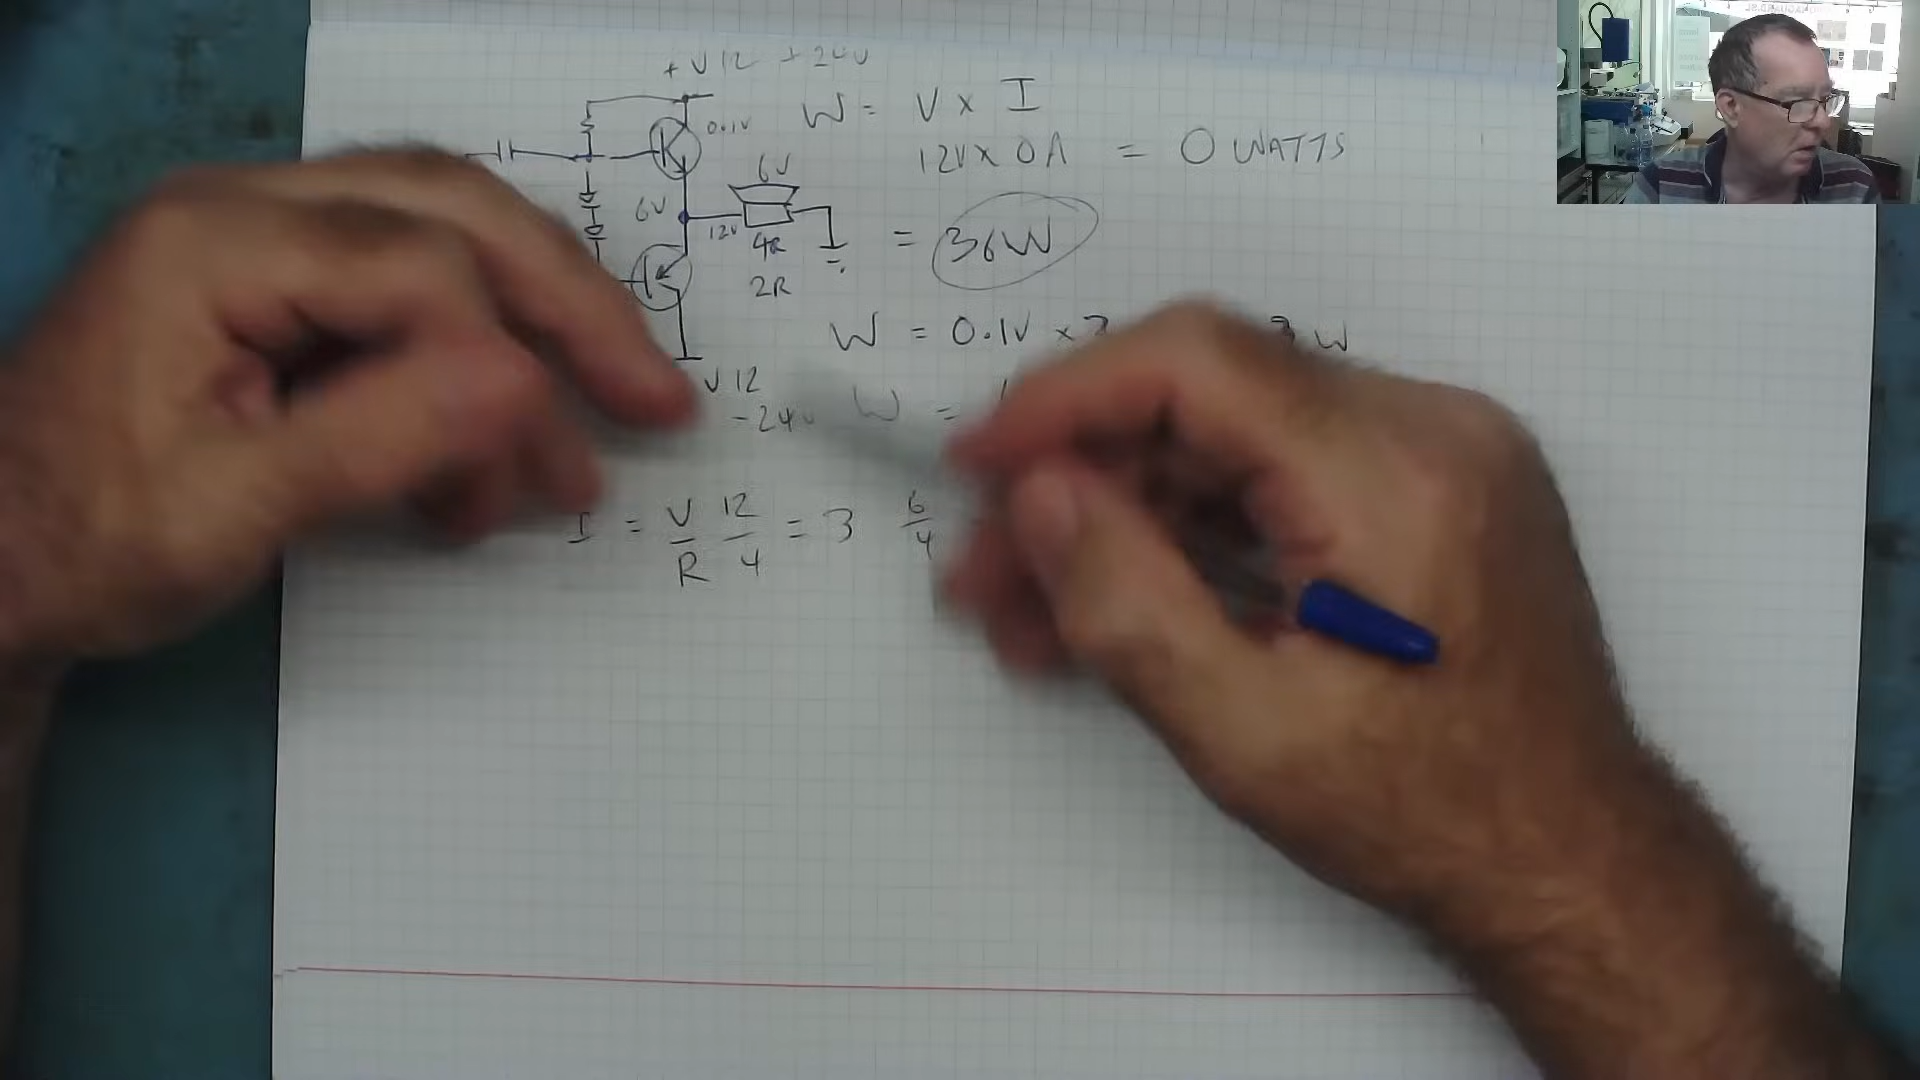 +V 12 +24V
W = V x I
0.1V
12V x 0A = 0 WATTS
6V
6V
12V
4R
= 36W
2R
W = 0.1V x
W
V 12
-24V
W =
I = V/R 12/4 = 3 6/4